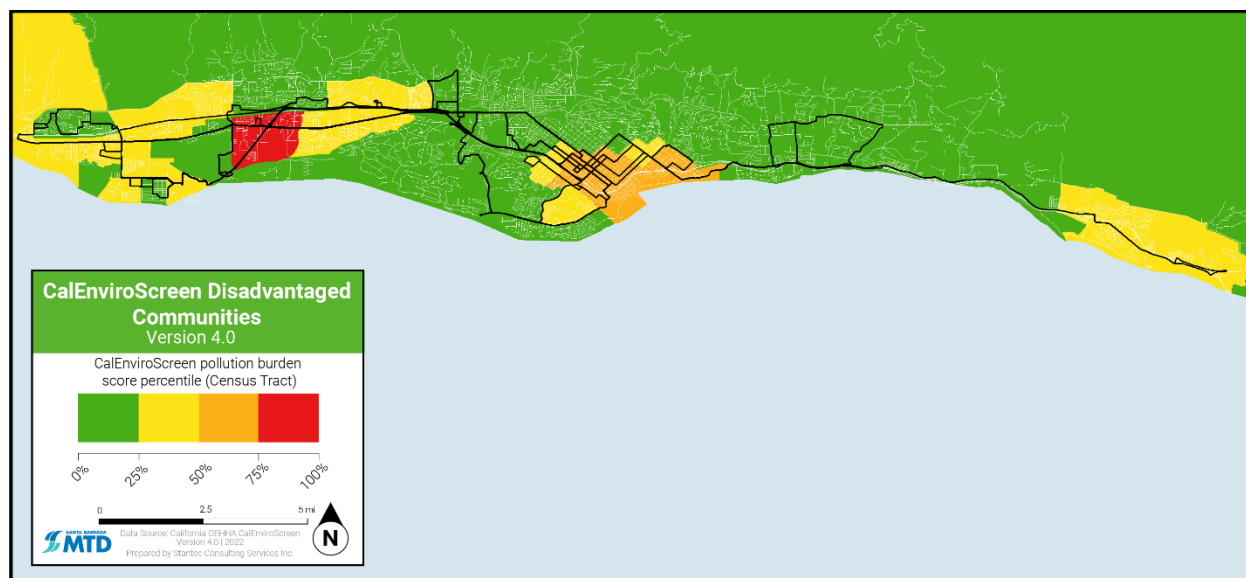 CalEnviroScreen Disadvantaged
Communities
Version 4.0
CalEnviroScreen pollution burden
score percentile (Census Tract)
0%
25%
50%
75%
100%
0
2.5
5 mi
SANTA BARBARA
MTD
Data Source: California OEHHA CalEnviroScreen
Version 4.0 | 2022
Prepared by Stantec Consulting Services Inc.
N